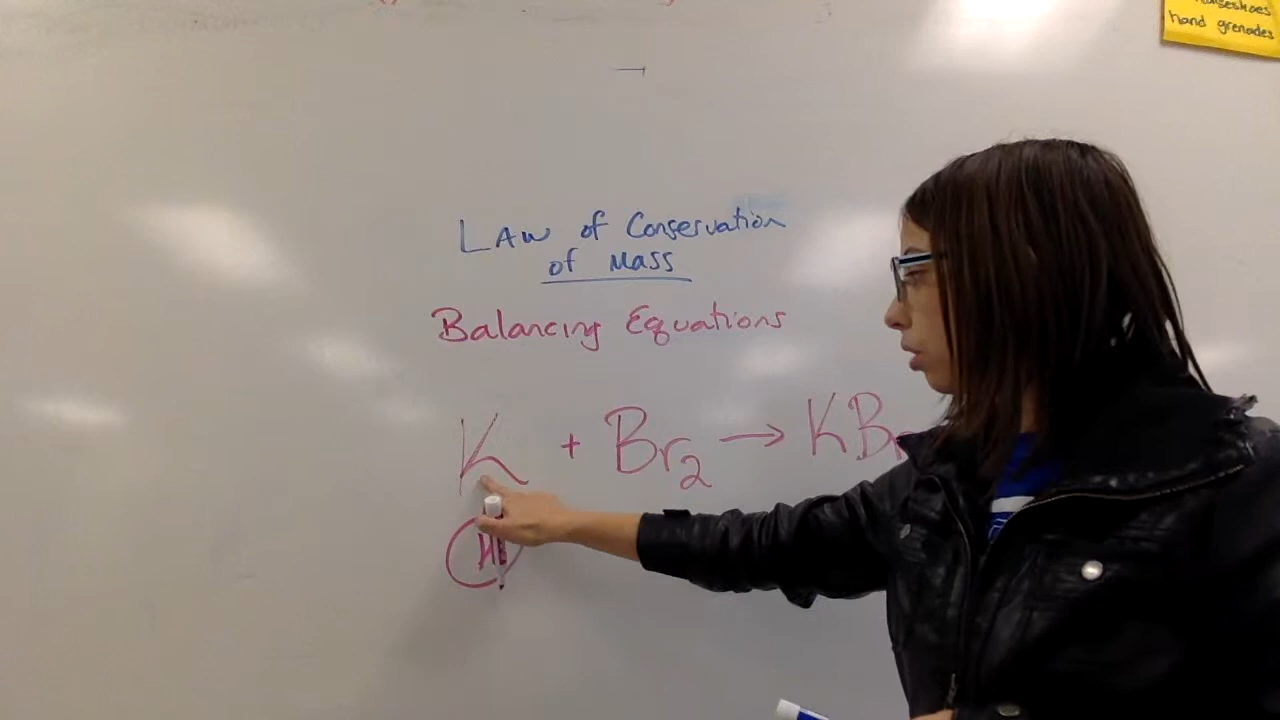 hand grenades
Law of Conservation
of Mass
Balancing Equations
K + Br2 → KBr
K